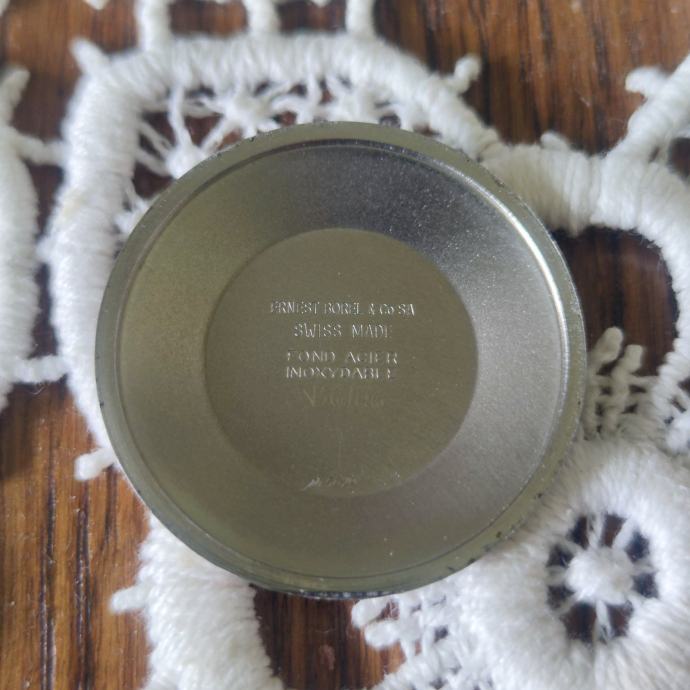 ERNEST BOREL & Co SA
SWISS MADE
FOND ACIER
INOXYDABLE